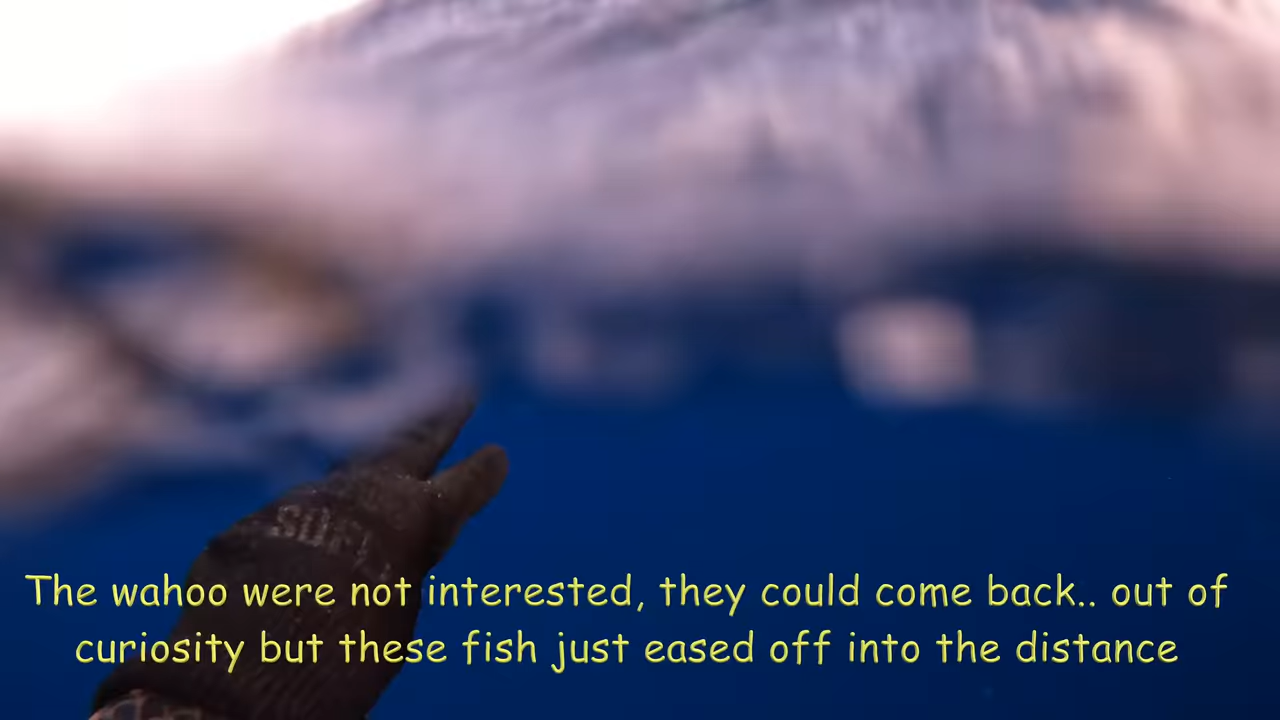 The wahoo were not interested, they could come back.. out of
curiosity but these fish just eased off into the distance